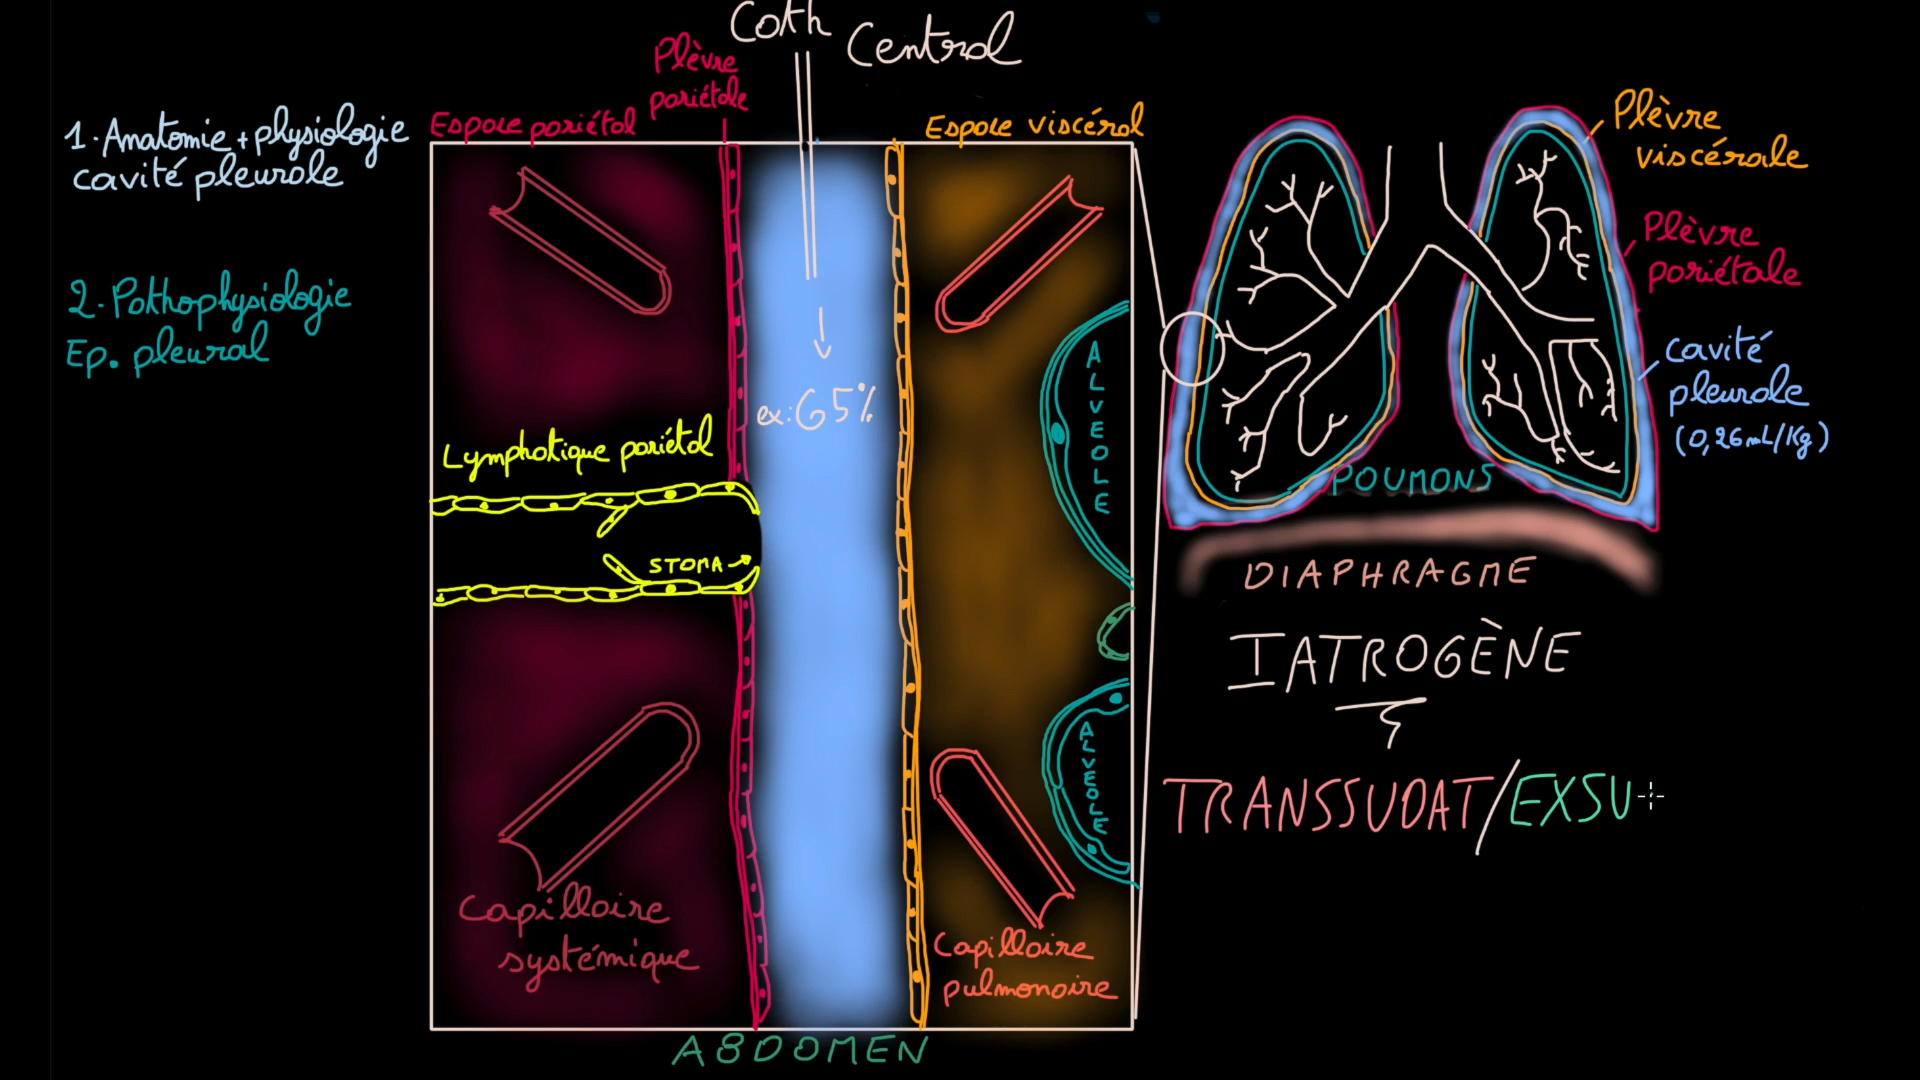 1. Anatomie + physiologie
cavité pleurale
2. Pathophysiologie
Ep. pleural
Cath Central
Plèvre
pariétale
Espace pariétal
Espace viscéral
ex: G5%
Lymphatique pariétal
STOMA
ALVEOLE
ALVEOLE
Capillaire
systémique
Capillaire
pulmonaire
ABDOMEN
Plèvre
viscérale
Plèvre
pariétale
Cavité
pleurale
(0,26mL/Kg)
POUMONS
DIAPHRAGME
IATROGÈNE
TRANSSUDAT/EXSU